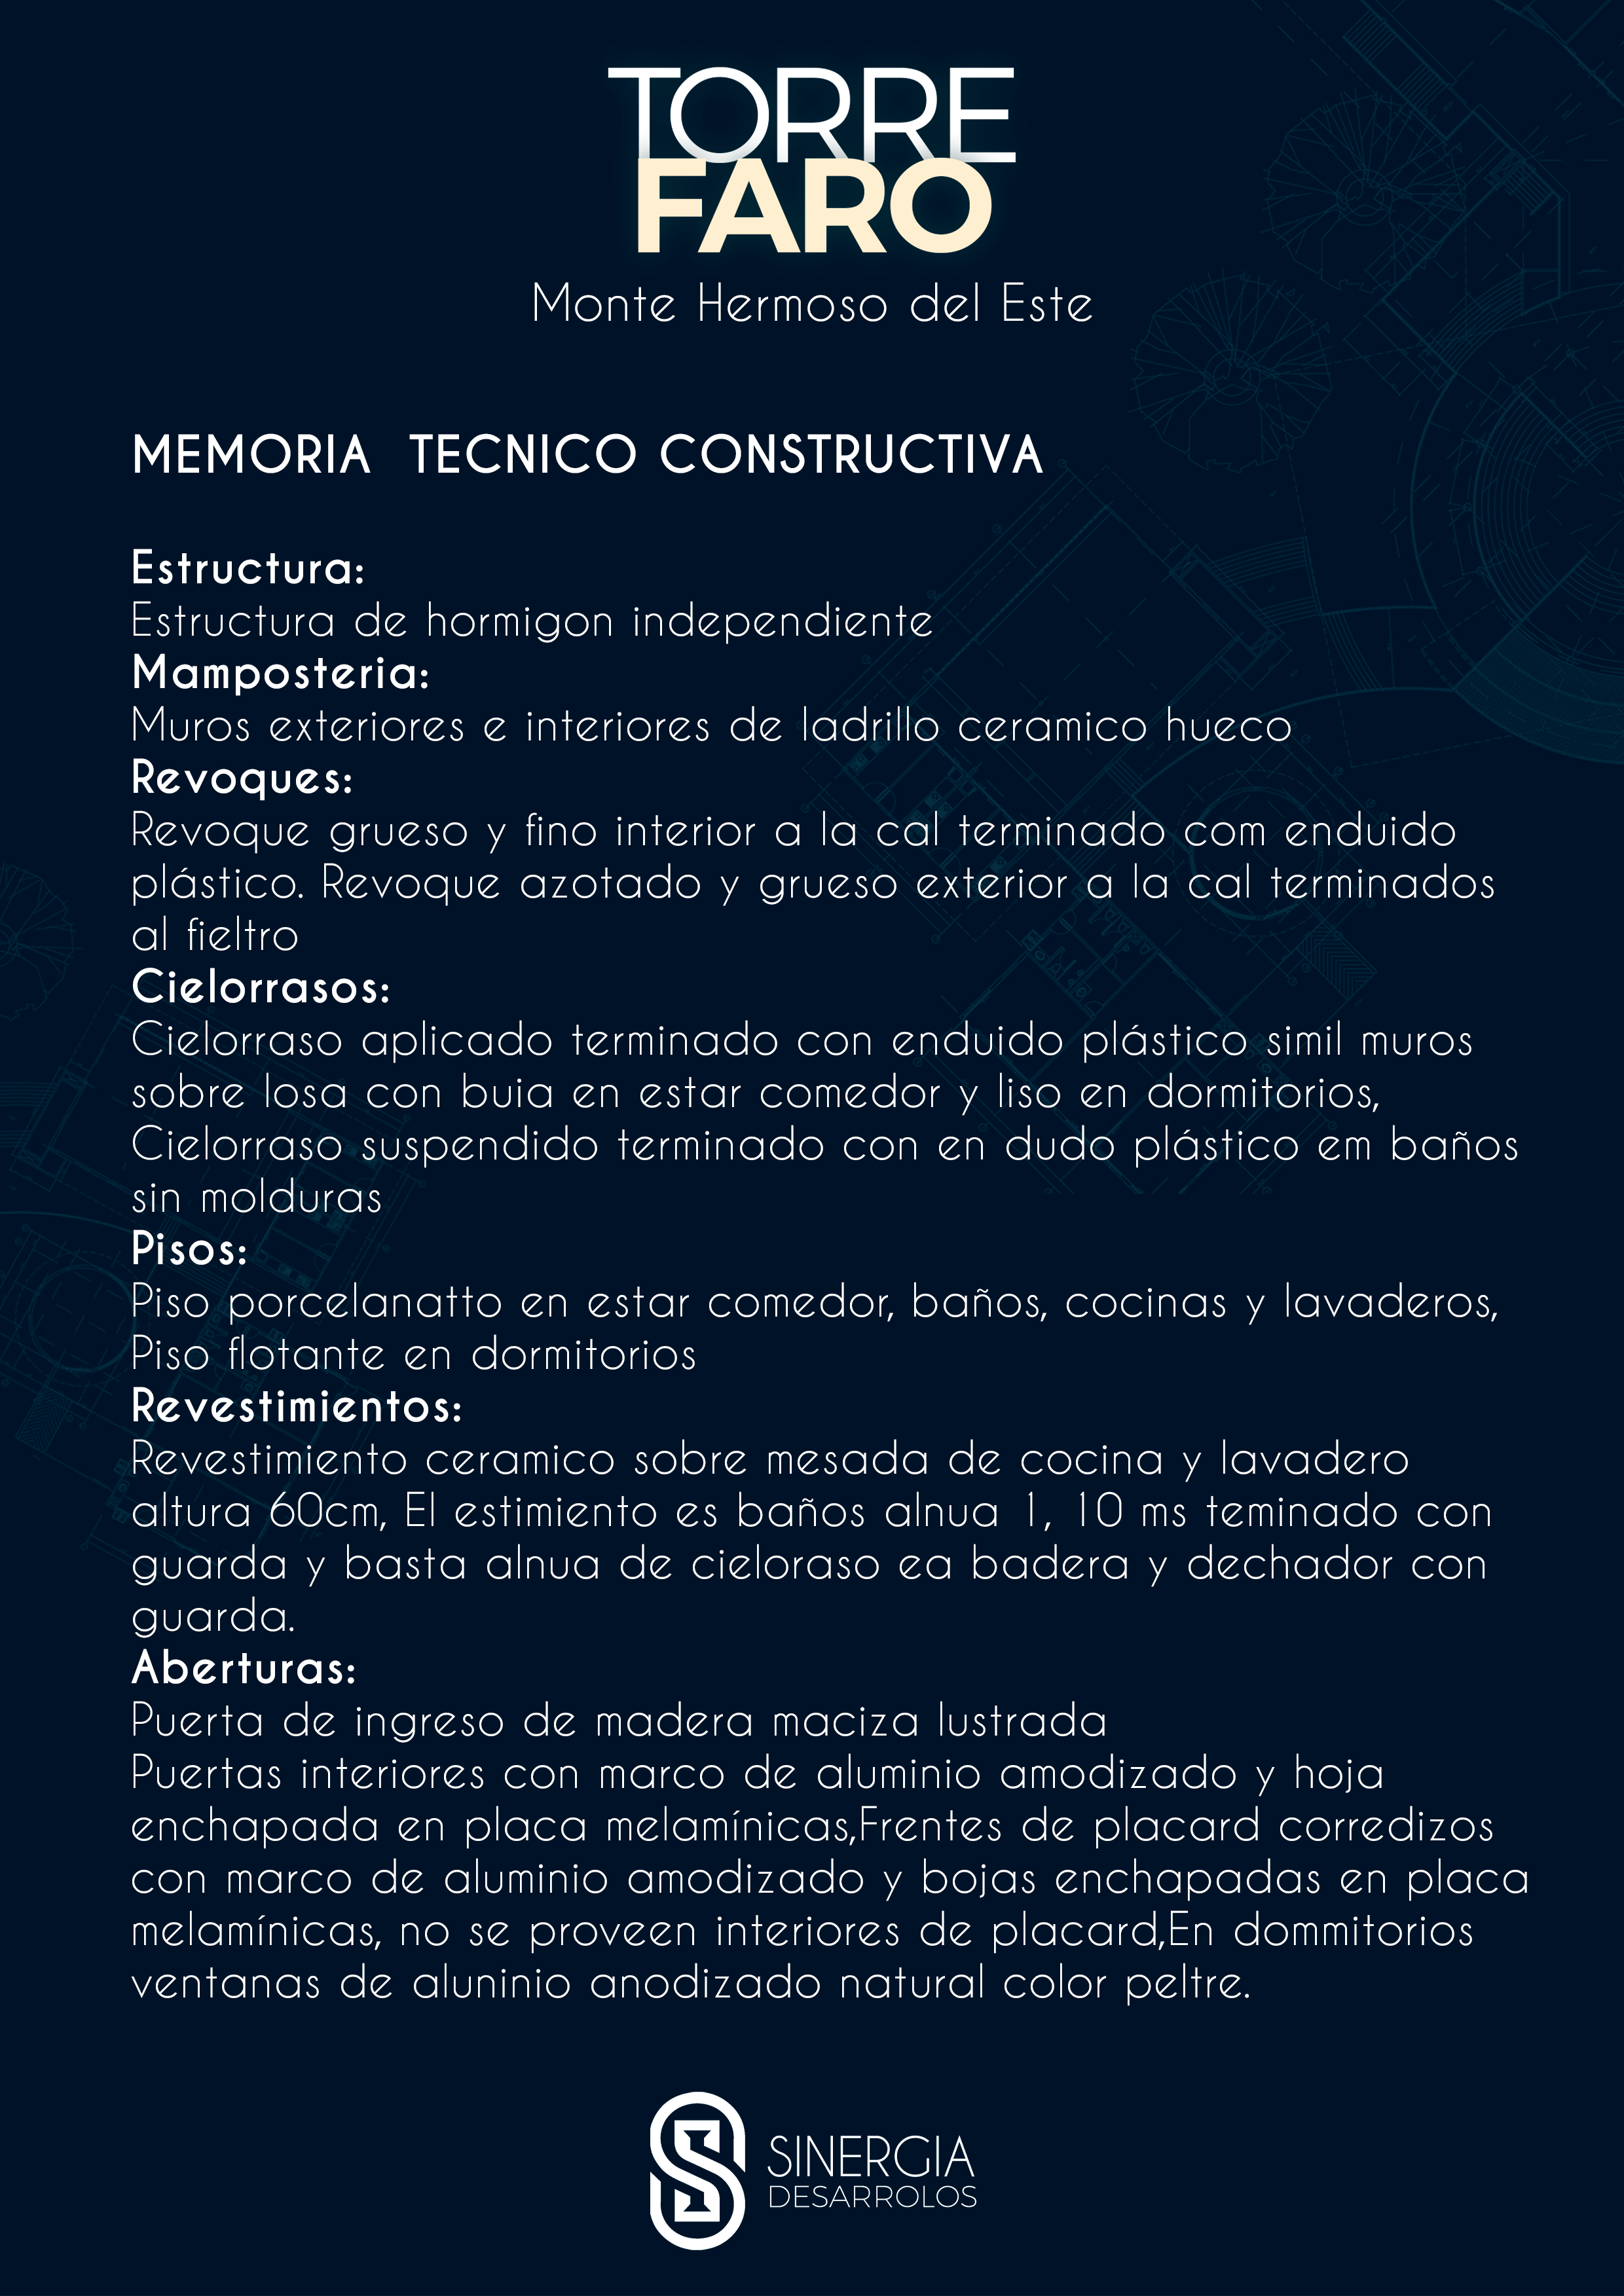 TORRE
FARO
Monte Hermoso del Este
MEMORIA TECNICO CONSTRUCTIVA
Estructura:
Estructura de hormigon independiente
Mamposteria:
Muros exteriores e interiores de ladrillo ceramico hueco
Revoques:
Revoque grueso y fino interior a la cal terminado com enduido
plástico. Revoque azotado y grueso exterior a la cal terminados
al fieltro
Cielorrasos:
Cielorraso aplicado terminado con enduido plástico simil muros
sobre losa con buia en estar comedor y liso en dormitorios,
Cielorraso suspendido terminado con en dudo plástico em baños
sin molduras
Pisos:
Piso porcelanatto en estar comedor, baños, cocinas y lavaderos,
Piso flotante en dormitorios
Revestimientos:
Revestimiento ceramico sobre mesada de cocina y lavadero
altura 60cm, El estimiento es baños alnua 1, 10 ms teminado con
guarda y basta alnua de cieloraso ea badera y dechador con
guarda.
Aberturas:
Puerta de ingreso de madera maciza lustrada
Puertas interiores con marco de aluminio amodizado y hoja
enchapada en placa melamínicas,Frentes de placard corredizos
con marco de aluminio amodizado y bojas enchapadas en placa
melamínicas, no se proveen interiores de placard,En dommitorios
ventanas de aluninio anodizado natural color peltre.
SINERGIA
DESARROLOS